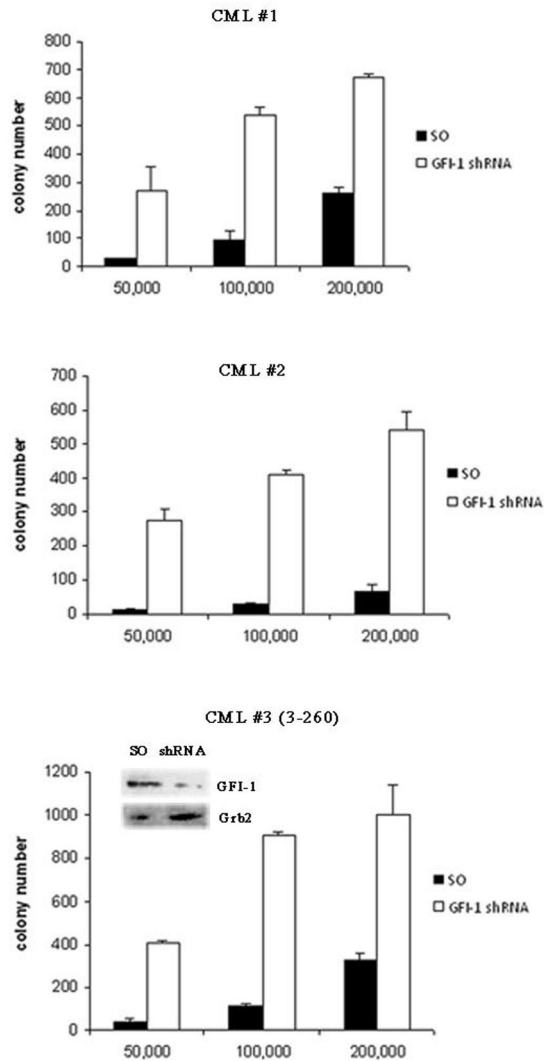 CML #1
800
700
600
500
400
300
200
100
0
colony number
50,000 100,000 200,000
SO
GFI-1 shRNA
CML #2
700
600
500
400
300
200
100
0
colony number
50,000 100,000 200,000
SO
GFI-1 shRNA
CML #3 (3-260)
SO shRNA
GFI-1
Grb2
1200
1000
800
600
400
200
0
colony number
50,000 100,000 200,000
SO
GFI-1 shRNA